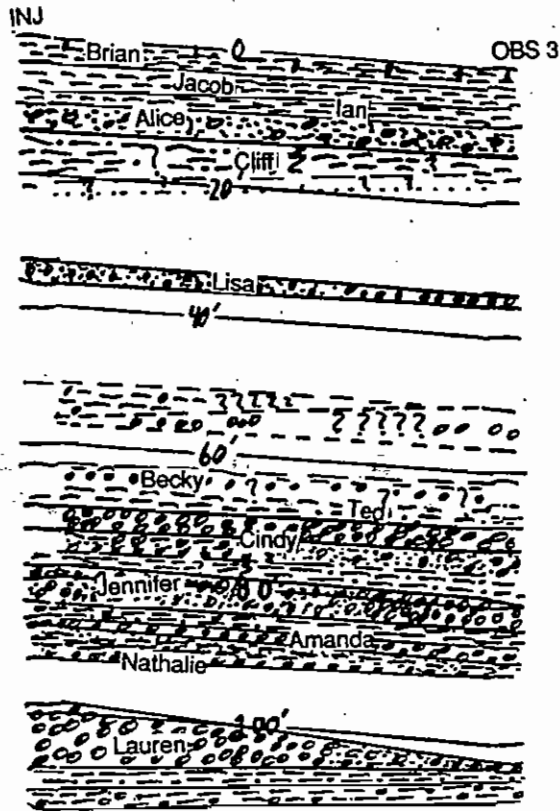 INJ
OBS 3
Brian
0
Jacob
Ian
Alice
Cliff
20
Lisa
40'
?????
?????
60'
Becky
Ted
Cindy
Jennifer
80'
Amanda
Nathalie
100'
Lauren